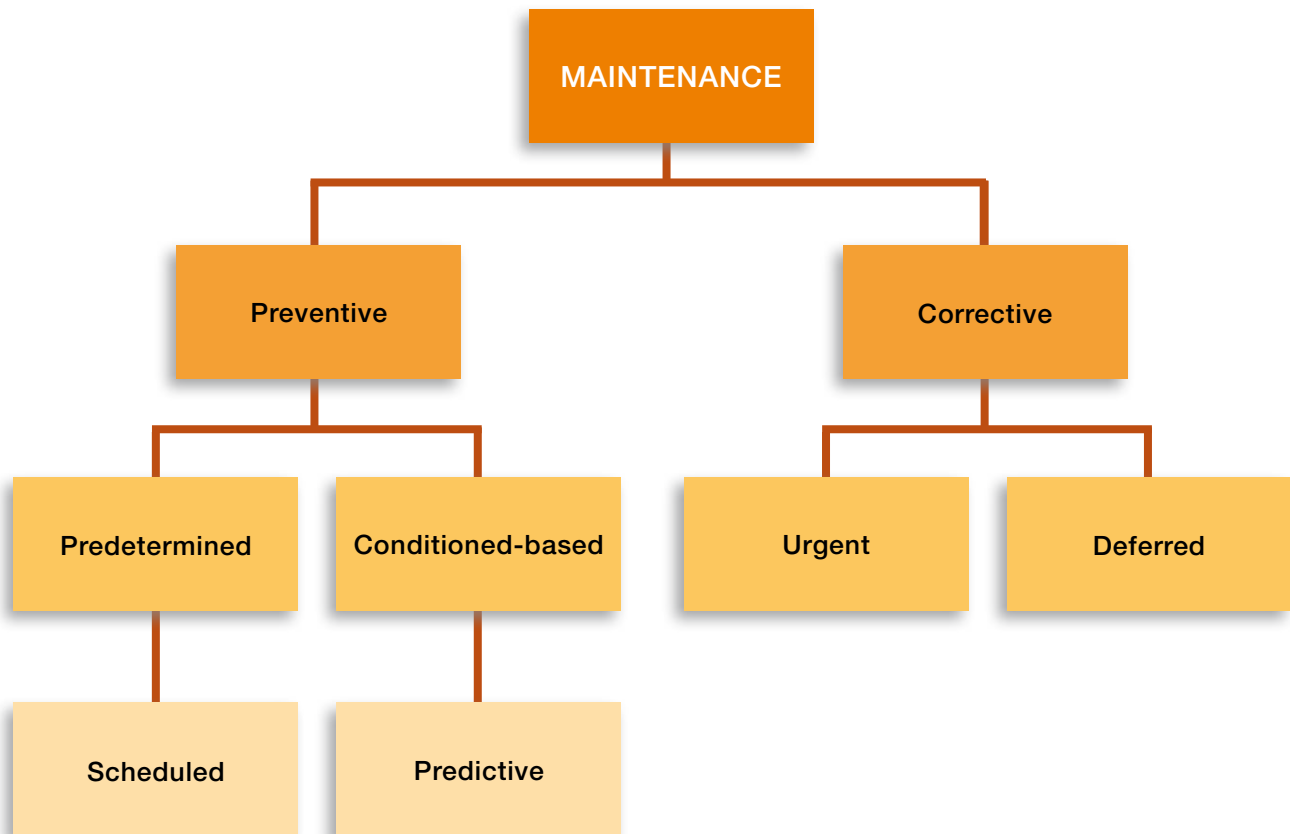 MAINTENANCE
Preventive
Corrective
Predetermined
Conditioned-based
Urgent
Deferred
Scheduled
Predictive